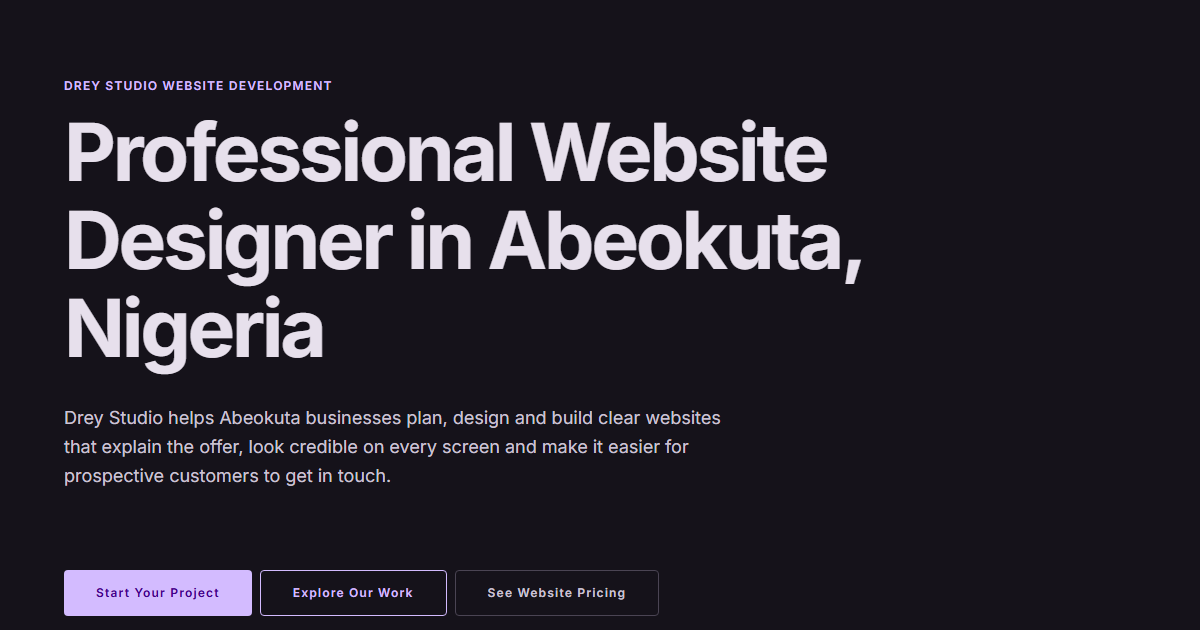 DREY STUDIO WEBSITE DEVELOPMENT
Professional Website
Designer in Abeokuta,
Nigeria
Drey Studio helps Abeokuta businesses plan, design and build clear websites
that explain the offer, look credible on every screen and make it easier for
prospective customers to get in touch.
Start Your Project
Explore Our Work
See Website Pricing